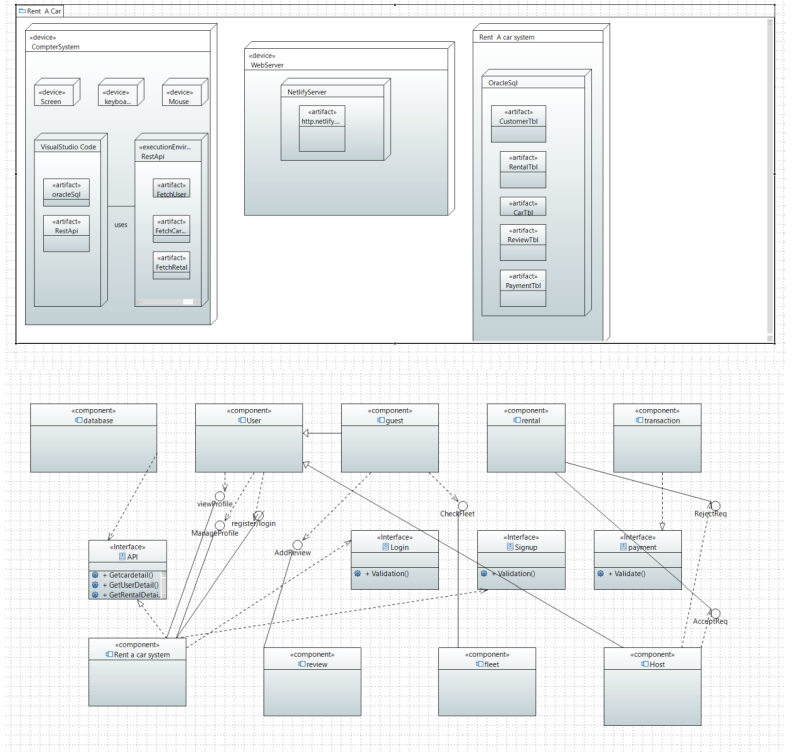 Rent A Car
«device»
CompterSystem
«device»
Screen
«device»
keyboa...
«device»
Mouse
VisualStudio Code
«artifact»
oracleSql
«artifact»
RestApi
uses
«executionEnvir...
RestApi
«artifact»
FetchUser
«artifact»
FetchCar...
«artifact»
FetchRetal
«device»
WebServer
NetlifyServer
«artifact»
http.netlify....
Rent A car system
OracleSql
«artifact»
CustomerTbl
«artifact»
RentalTbl
«artifact»
CarTbl
«artifact»
ReviewTbl
«artifact»
PaymentTbl
«component»
database
«component»
User
«component»
guest
«component»
rental
«component»
transaction
viewProfile
ManageProfile
register/login
AddReview
CheckFleet
RejectReq
AcceptReq
«Interface»
API
+ Getcardetail()
+ GetUserDetail()
+ GetRentalDetai...
«Interface»
Login
+ Validation()
«Interface»
Signup
+ Validation()
«Interface»
payment
+ Validate()
«component»
Rent a car system
«component»
review
«component»
fleet
«component»
Host